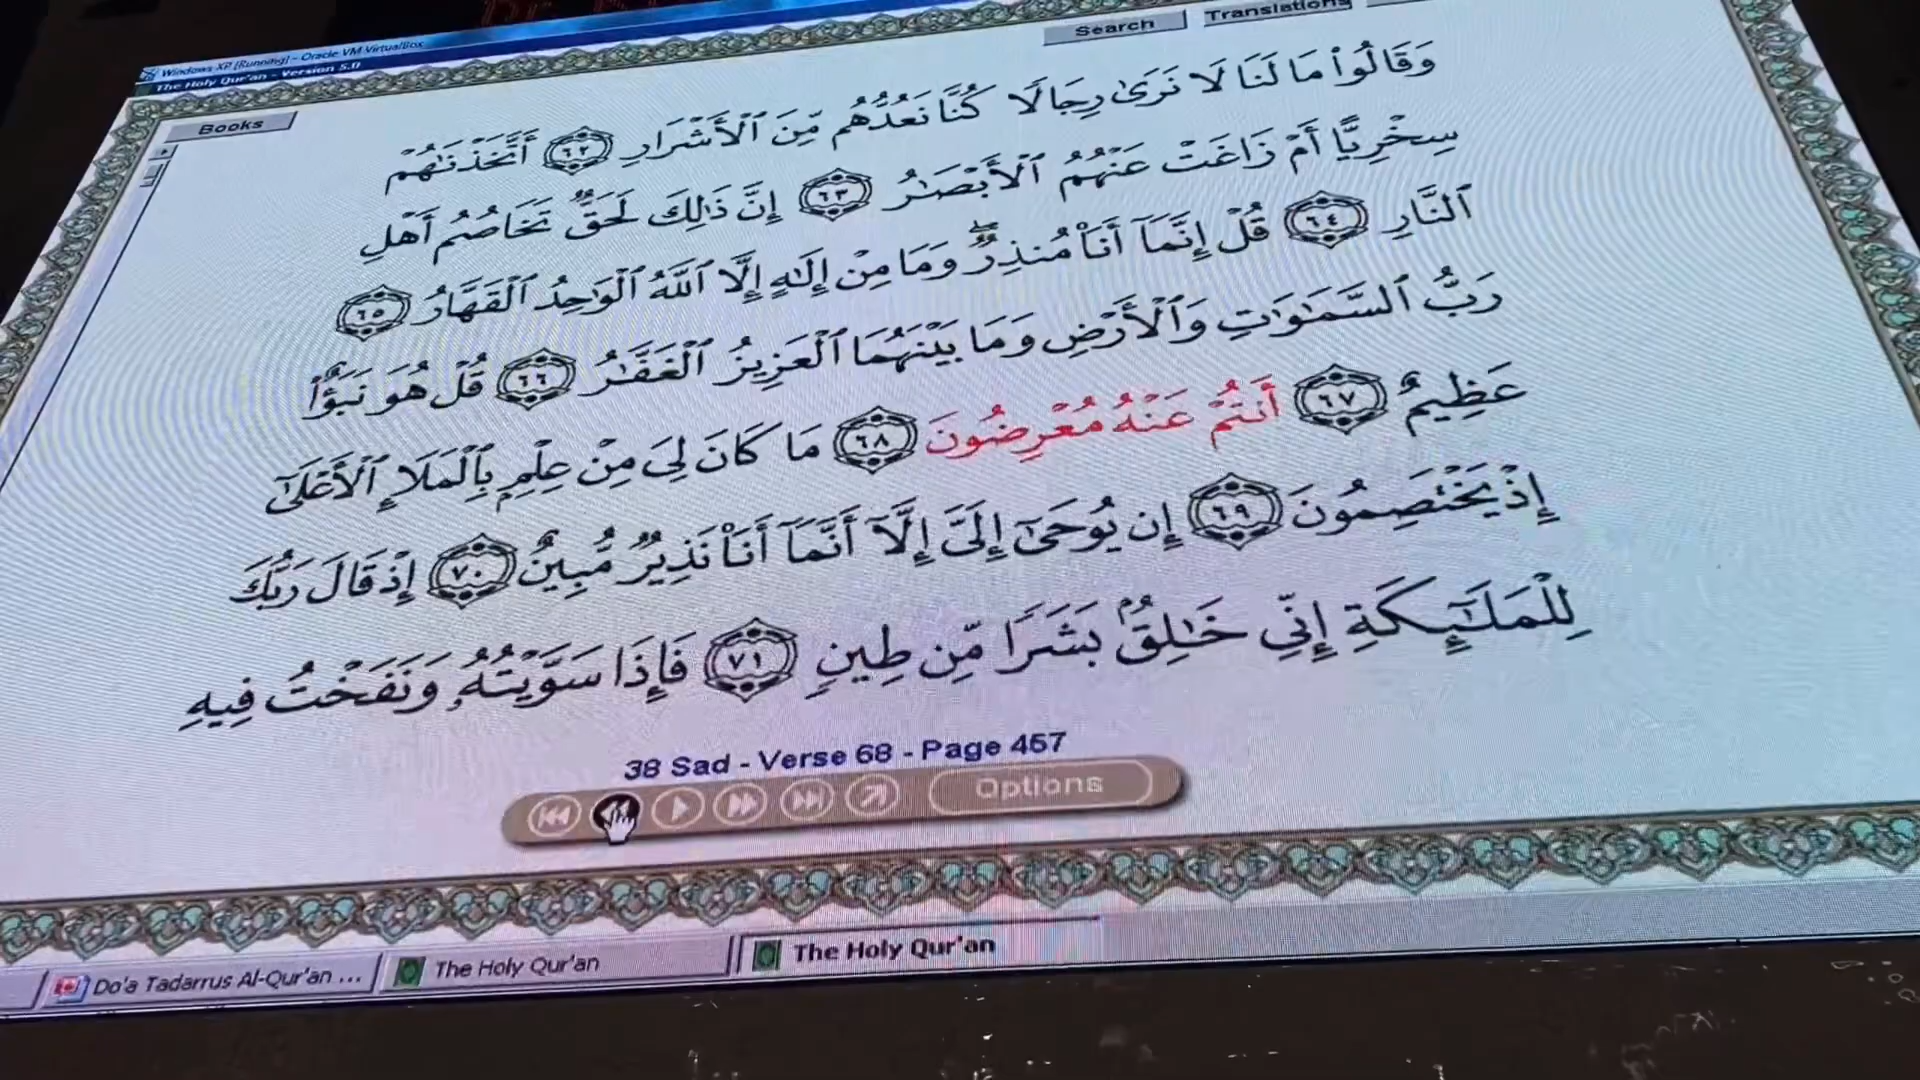 Windows XP [Running] - Oracle VM VirtualBox
The Holy Qur'an - Version 5.0
Search
Translations
Books
وَقَالُوا۟ مَا لَنَا لَا نَرَىٰ رِجَالًا كُنَّا نَعُدُّهُم مِّنَ ٱلْأَشْرَارِ ٦٢ أَتَّخَذْنَٰهُمْ
سِخْرِيًّا أَمْ زَاغَتْ عَنْهُمُ ٱلْأَبْصَٰرُ ٦٣ إِنَّ ذَٰلِكَ لَحَقٌّ تَخَاصُمُ أَهْلِ
ٱلنَّارِ ٦٤ قُلْ إِنَّمَآ أَنَا۠ مُنذِرٌ ۖ وَمَا مِنْ إِلَٰهٍ إِلَّا ٱللَّهُ ٱلْوَٰحِدُ ٱلْقَهَّارُ ٦٥
رَبُّ ٱلسَّمَٰوَٰتِ وَٱلْأَرْضِ وَمَا بَيْنَهُمَا ٱلْعَزِيزُ ٱلْغَفَّٰرُ ٦٦ قُلْ هُوَ نَبَؤٌا۟
عَظِيمٌ ٦٧ أَنتُمْ عَنْهُ مُعْرِضُونَ ٦٨ مَا كَانَ لِىَ مِنْ عِلْمٍۭ بِٱلْمَلَإِ ٱلْأَعْلَىٰٓ
إِذْ يَخْتَصِمُونَ ٦٩ إِن يُوحَىٰٓ إِلَىَّ إِلَّآ أَنَّمَآ أَنَا۠ نَذِيرٌ مُّبِينٌ ٧٠ إِذْ قَالَ رَبُّكَ
لِلْمَلَٰٓئِكَةِ إِنِّى خَٰلِقٌۢ بَشَرًا مِّن طِينٍ ٧١ فَإِذَا سَوَّيْتُهُۥ وَنَفَخْتُ فِيهِ
38 Sad - Verse 68 - Page 457
Options
Do'a Tadarrus Al-Qur'an ...
The Holy Qur'an
The Holy Qur'an